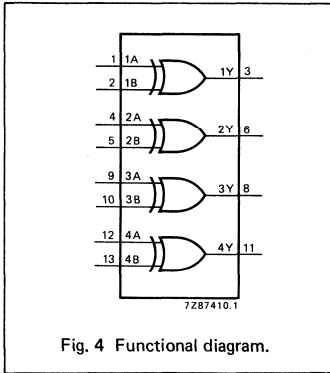 1 1A
2 1B
1Y 3
4 2A
5 2B
2Y 6
9 3A
10 3B
3Y 8
12 4A
13 4B
4Y 11
7Z87410.1
Fig. 4 Functional diagram.